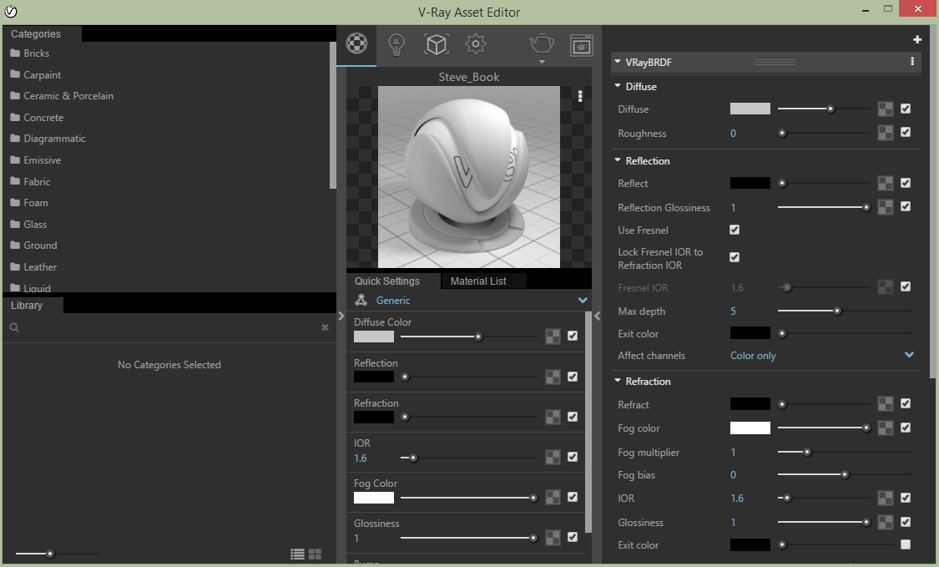 V-Ray Asset Editor
Categories
Bricks
Carpaint
Ceramic & Porcelain
Concrete
Diagrammatic
Emissive
Fabric
Foam
Glass
Ground
Leather
Liquid
Library
No Categories Selected
Steve_Book
Quick Settings
Material List
Generic
Diffuse Color
Reflection
Refraction
IOR
1.6
Fog Color
Glossiness
1
VRayBRDF
Diffuse
Diffuse
Roughness 0
Reflection
Reflect
Reflection Glossiness 1
Use Fresnel
Lock Fresnel IOR to
Refraction IOR
Fresnel IOR 1.6
Max depth 5
Exit color
Affect channels Color only
Refraction
Refract
Fog color
Fog multiplier 1
Fog bias 0
IOR 1.6
Glossiness 1
Exit color